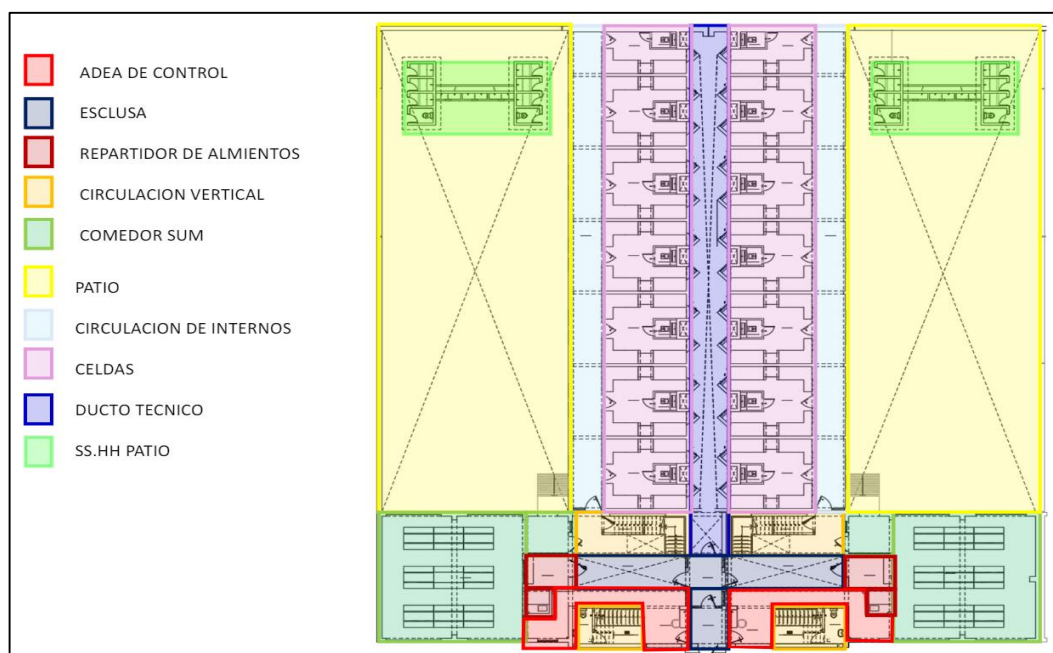 ADEA DE CONTROL
ESCLUSA
REPARTIDOR DE ALMIENTOS
CIRCULACION VERTICAL
COMEDOR SUM
PATIO
CIRCULACION DE INTERNOS
CELDAS
DUCTO TECNICO
SS.HH PATIO